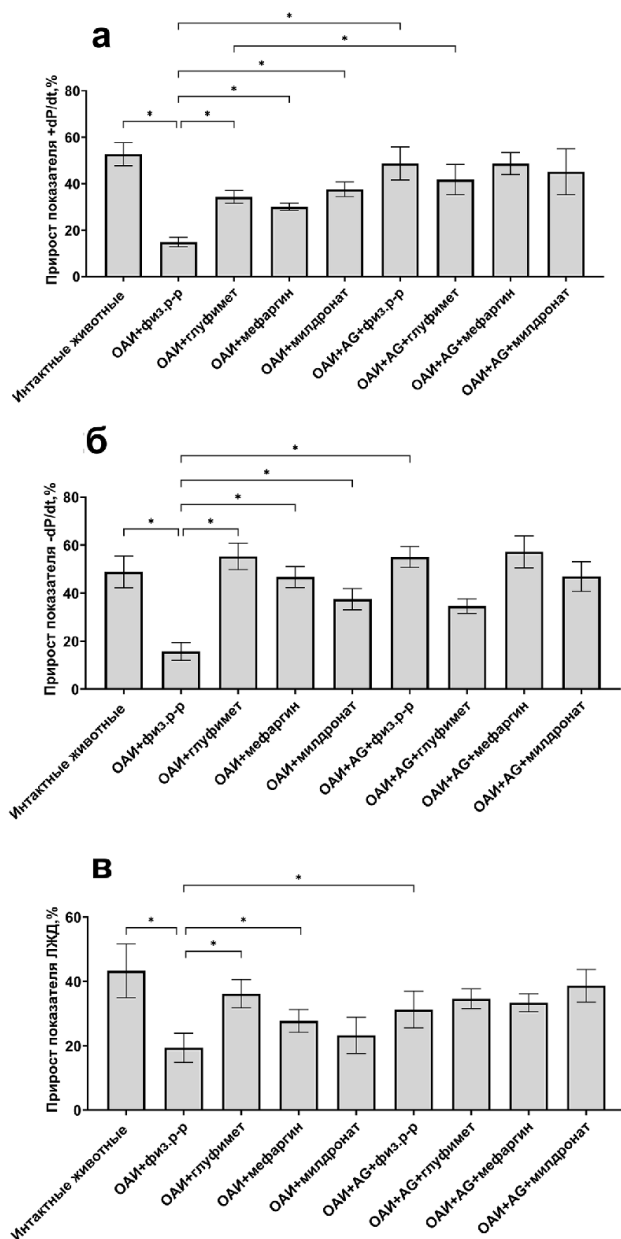 а
* *
*
*
* *
Прирост показателя +dP/dt,%
80
60
40
20
0
Интактные животные
ОАИ+физ.р-р
ОАИ+глуфимет
ОАИ+мефаргин
ОАИ+милдронат
ОАИ+AG+физ.р-р
ОАИ+AG+глуфимет
ОАИ+AG+мефаргин
ОАИ+AG+милдронат
б
*
*
*
* *
Прирост показателя -dP/dt,%
80
60
40
20
0
Интактные животные
ОАИ+физ.р-р
ОАИ+глуфимет
ОАИ+мефаргин
ОАИ+милдронат
ОАИ+AG+физ.р-р
ОАИ+AG+глуфимет
ОАИ+AG+мефаргин
ОАИ+AG+милдронат
в
*
* *
*
Прирост показателя ЛЖД,%
60
40
20
0
Интактные животные
ОАИ+физ.р-р
ОАИ+глуфимет
ОАИ+мефаргин
ОАИ+милдронат
ОАИ+AG+физ.р-р
ОАИ+AG+глуфимет
ОАИ+AG+мефаргин
ОАИ+AG+милдронат